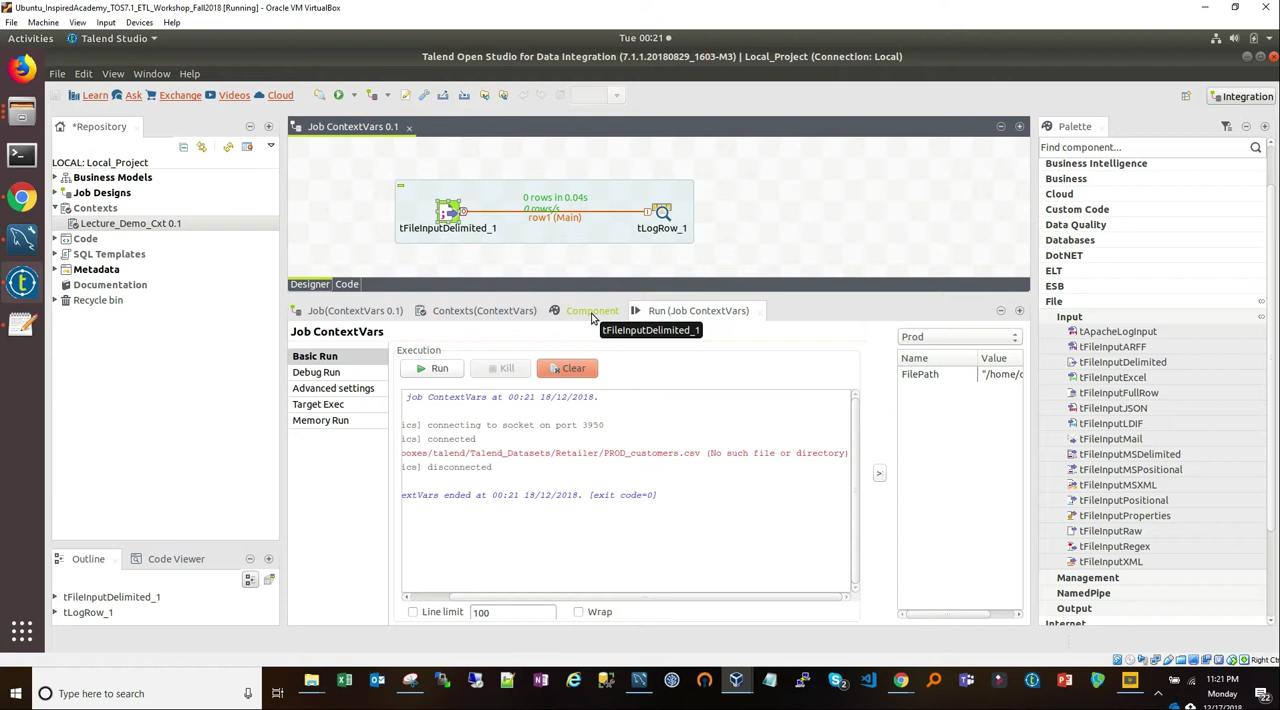 Ubuntu_InspiredAcademy_TOS7.1_ETL_Workshop_Fall2018 [Running] - Oracle VM VirtualBox
File Machine View Input Devices Help
Activities Talend Studio Tue 00:21
Talend Open Studio for Data Integration (7.1.1.20180829_1603-M3) | Local_Project (Connection: Local)
File Edit View Window Help
Learn Ask Exchange Videos Cloud Integration
*Repository
LOCAL: Local_Project
Business Models
Job Designs
Contexts
Lecture_Demo_Cxt 0.1
Code
SQL Templates
Metadata
Documentation
Recycle bin
Outline Code Viewer
tFileInputDelimited_1
tLogRow_1
Job ContextVars 0.1
0 rows in 0.04s
0 rows/s
row1 (Main)
tFileInputDelimited_1 tLogRow_1
Designer Code
Job(ContextVars 0.1) Contexts(ContextVars) Component Run (Job ContextVars)
tFileInputDelimited_1
Job ContextVars
Basic Run
Debug Run
Advanced settings
Target Exec
Memory Run
Execution
Run Kill Clear
job ContextVars at 00:21 18/12/2018.
ics] connecting to socket on port 3950
ics] connected
boxes/talend/Talend_Datasets/Retailer/PROD_customers.csv (No such file or directory)
ics] disconnected
extVars ended at 00:21 18/12/2018. [exit code=0]
Line limit 100 Wrap
Prod
Name Value
FilePath "/home/c
Palette
Find component...
Business Intelligence
Business
Cloud
Custom Code
Data Quality
Databases
DotNET
ELT
ESB
File
Input
tApacheLogInput
tFileInputARFF
tFileInputDelimited
tFileInputExcel
tFileInputFullRow
tFileInputJSON
tFileInputLDIF
tFileInputMail
tFileInputMSDelimited
tFileInputMSPositional
tFileInputMSXML
tFileInputPositional
tFileInputProperties
tFileInputRaw
tFileInputRegex
tFileInputXML
Management
NamedPipe
Output
Internet
Right Ct
Type here to search
11:21 PM
Monday
12/17/2018
22